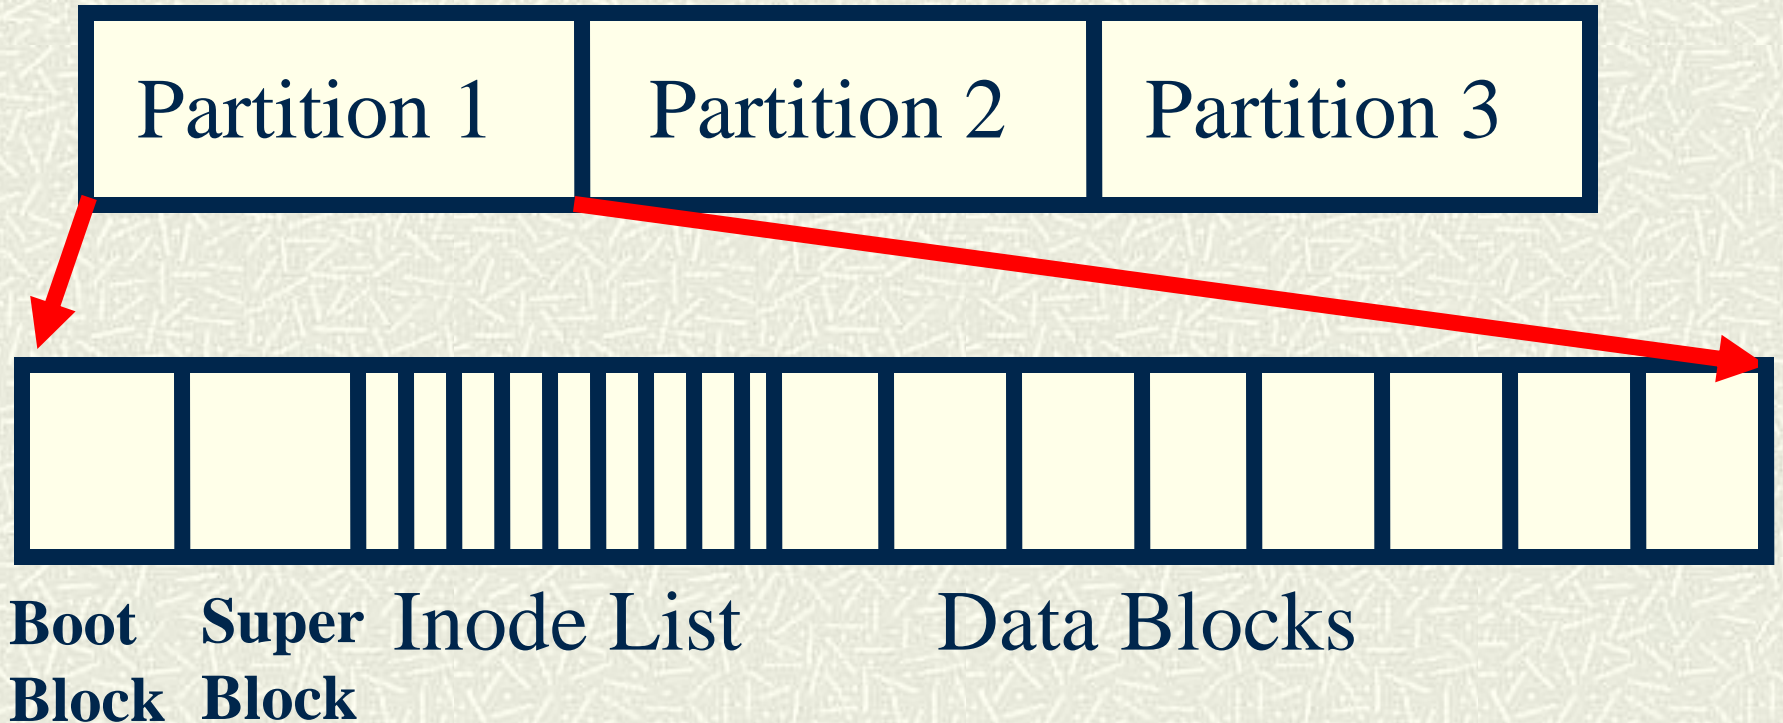 Partition 1 Partition 2 Partition 3
Boot Super Inode List Data Blocks
Block Block